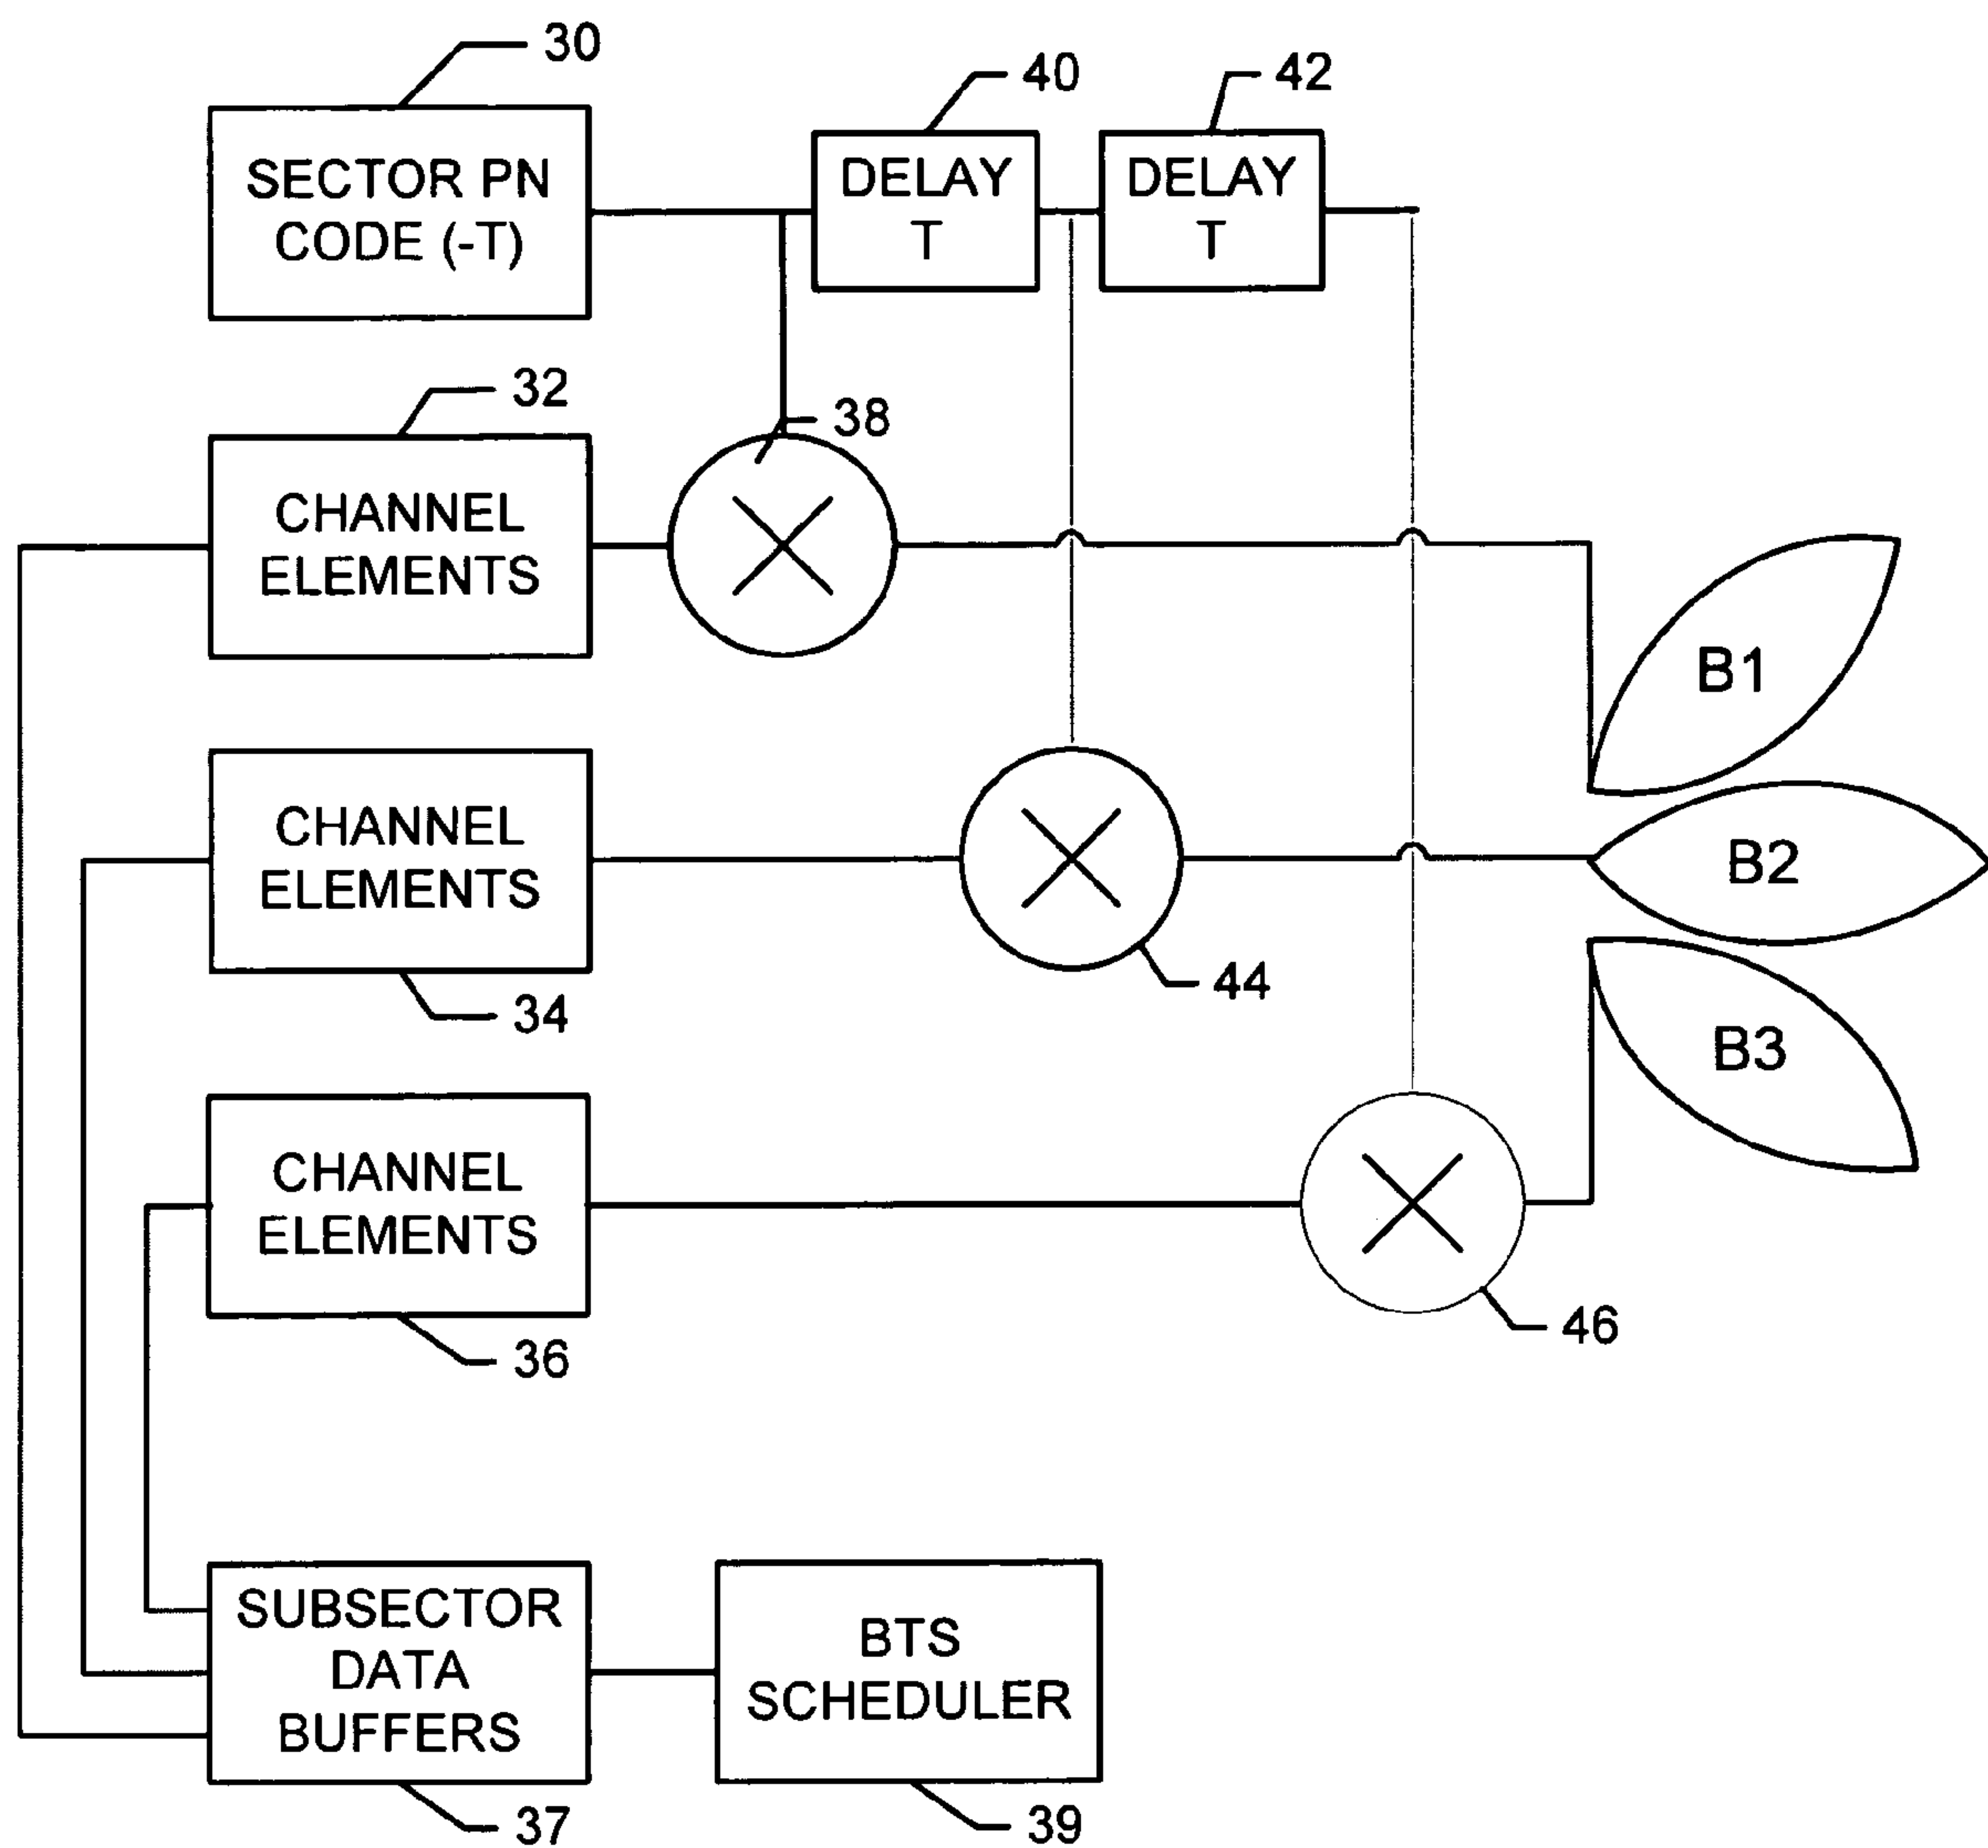 30
40
42
SECTOR PN
CODE (-T)
DELAY
T
DELAY
T
32
38
CHANNEL
ELEMENTS
B1
CHANNEL
ELEMENTS
B2
44
34
B3
CHANNEL
ELEMENTS
46
36
SUBSECTOR
DATA
BUFFERS
BTS
SCHEDULER
37
39